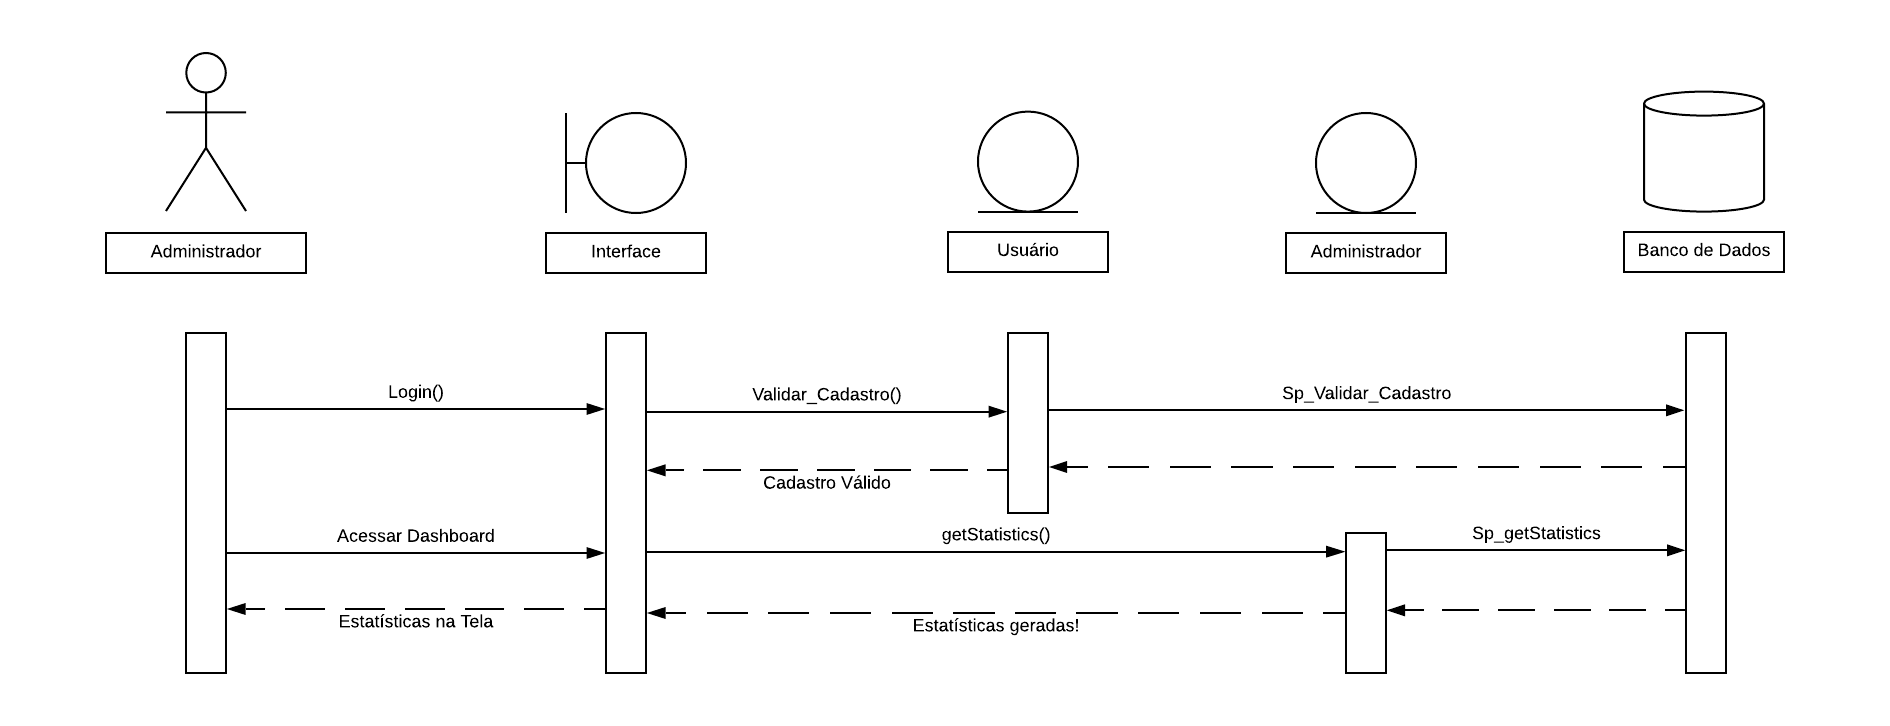 Administrador
Interface
Usuário
Administrador
Banco de Dados
Login()
Validar_Cadastro()
Sp_Validar_Cadastro
Cadastro Válido
Acessar Dashboard
getStatistics()
Sp_getStatistics
Estatísticas na Tela
Estatísticas geradas!